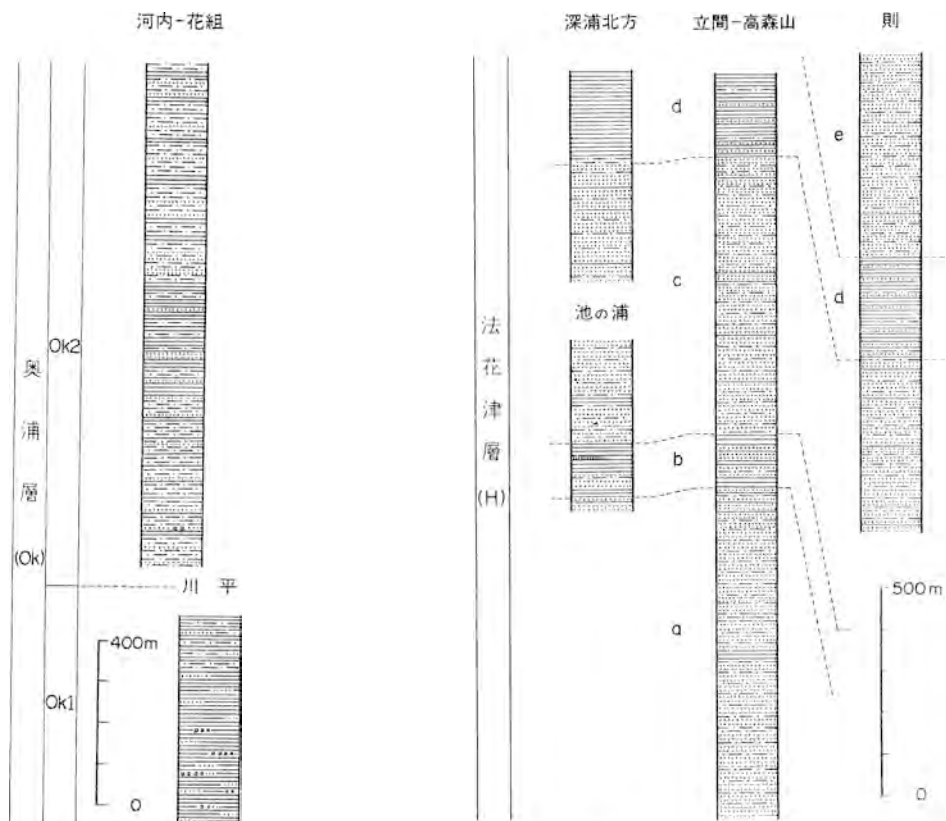 河内-花組
Ok2
奥浦層
(Ok)
川平
400m
Ok1
0
深浦北方
立間-高森山
則
d
e
c
d
池の浦
法花津層
(H)
b
a
500m
0